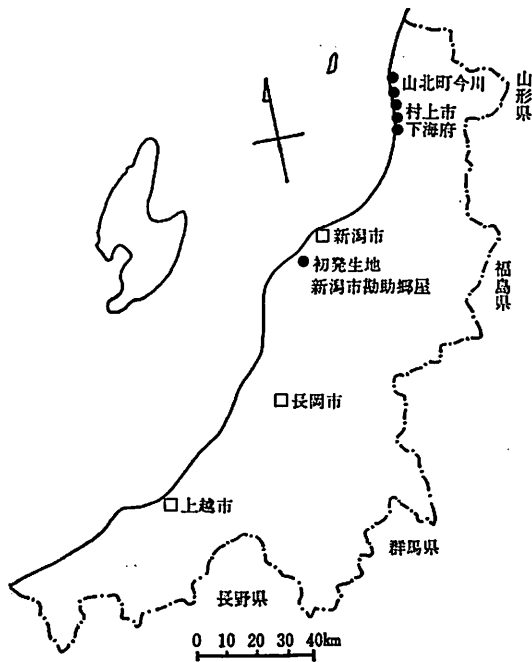 山北町今川
村上市
下海府
山形県
新潟市
初発生地
新潟市勘助郷屋
福島県
長岡市
上越市
群馬県
長野県
0 10 20 30 40km